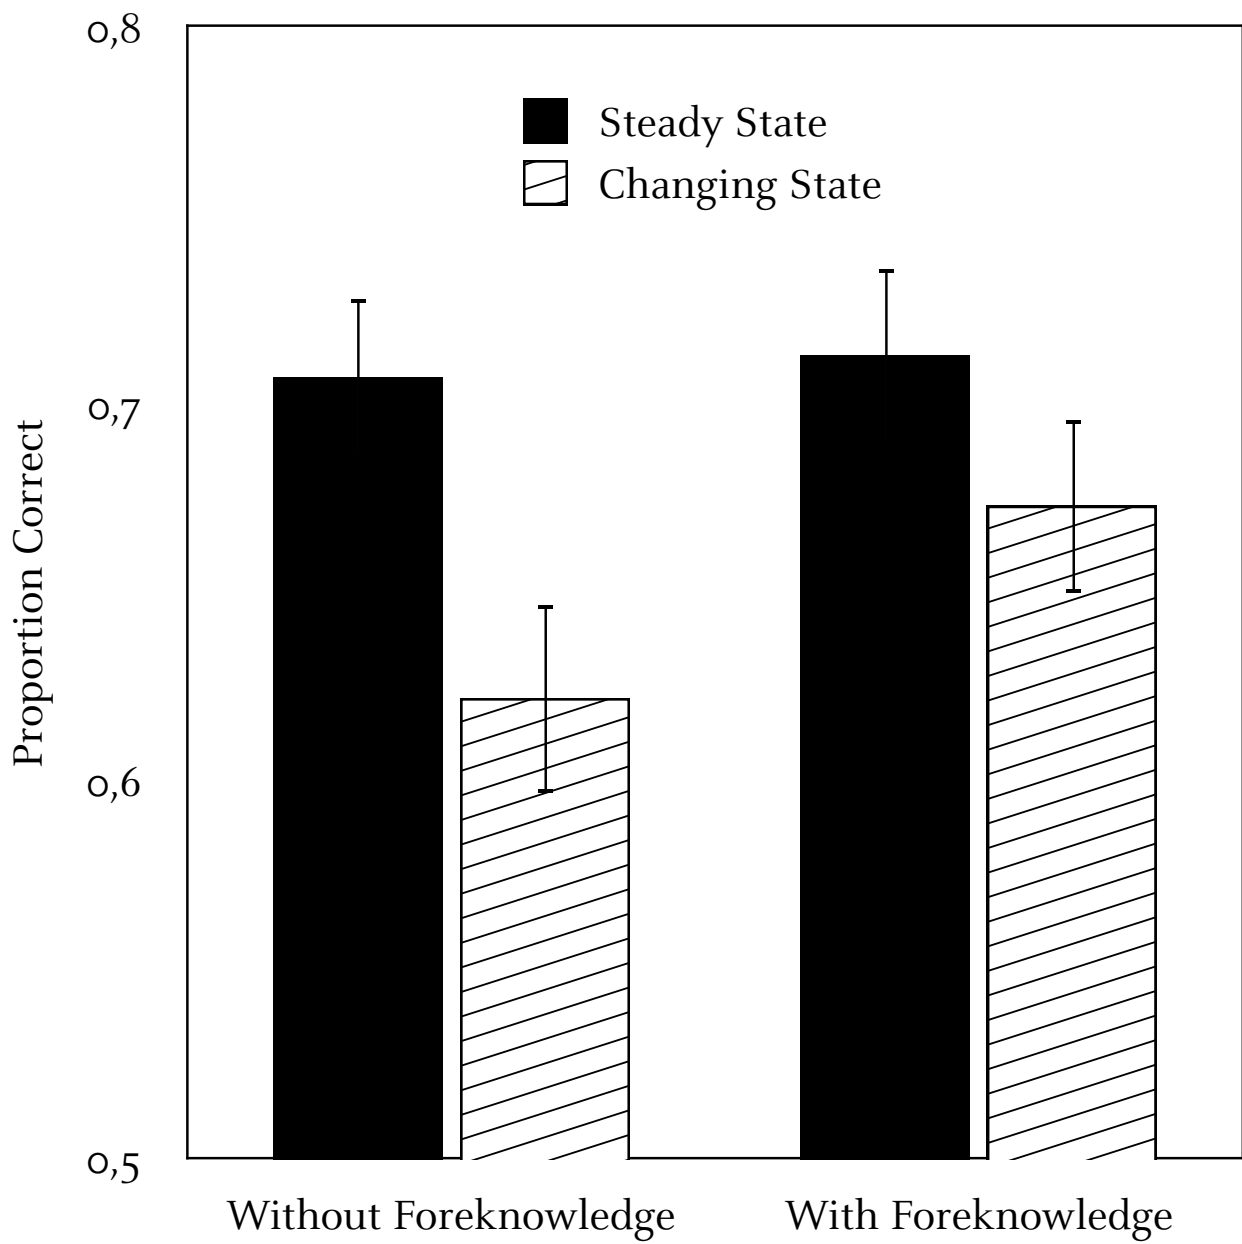 0,8
Steady State
Changing State
0,7
Proportion Correct
0,6
0,5
Without Foreknowledge
With Foreknowledge